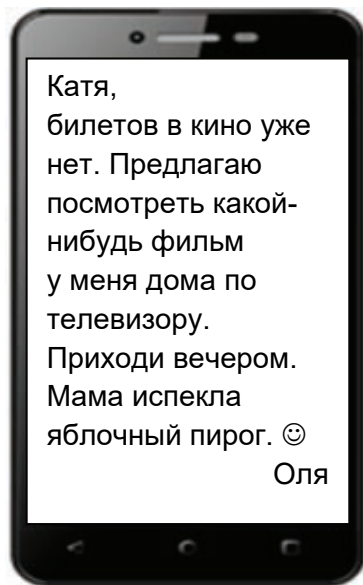 Катя,
билетов в кино уже
нет. Предлагаю
посмотреть какой-
нибудь фильм
у меня дома по
телевизору.
Приходи вечером.
Мама испекла
яблочный пирог. ☺
Оля